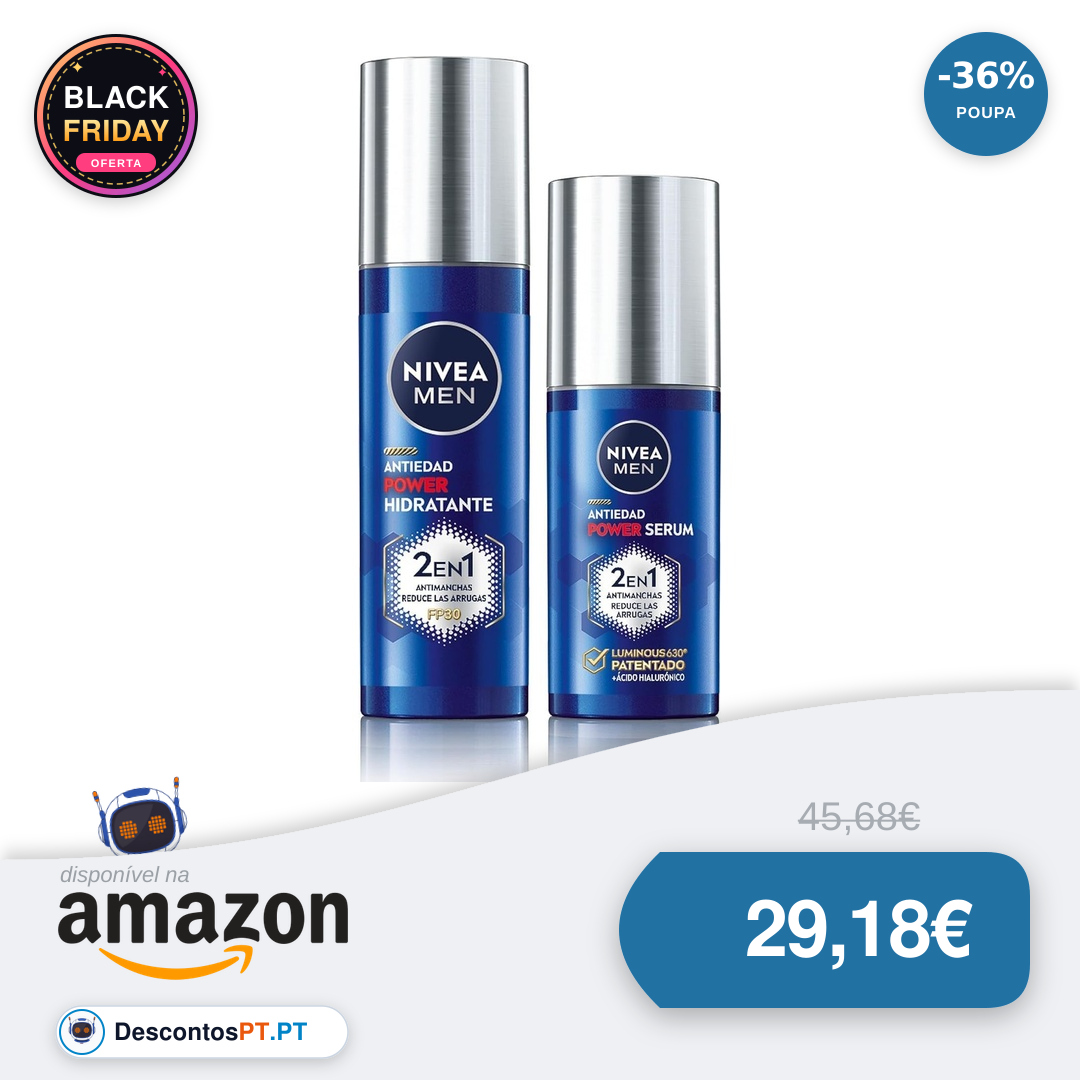 BLACK
FRIDAY
OFERTA
-36%
POUPA
NIVEA
MEN
ANTIEDAD
POWER
HIDRATANTE
2EN1
ANTIMANCHAS
REDUCE LAS ARRUGAS
FP30
NIVEA
MEN
ANTIEDAD
POWER SERUM
2EN1
ANTIMANCHAS
REDUCE LAS
ARRUGAS
LUMINOUS630®
PATENTADO
+ÁCIDO HIALURÓNICO
45,68€
29,18€
disponível na
amazon
DescontosPT.PT